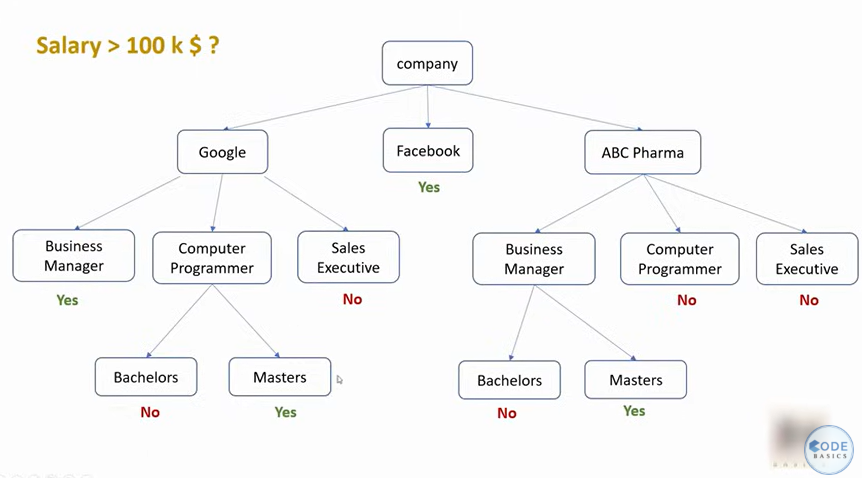 Salary > 100 k $ ?
company
Google
Facebook
ABC Pharma
Yes
Business
Manager
Computer
Programmer
Sales
Executive
Business
Manager
Computer
Programmer
Sales
Executive
Yes
No
No
No
Bachelors
Masters
Bachelors
Masters
No
Yes
No
Yes
CODE
BASICS